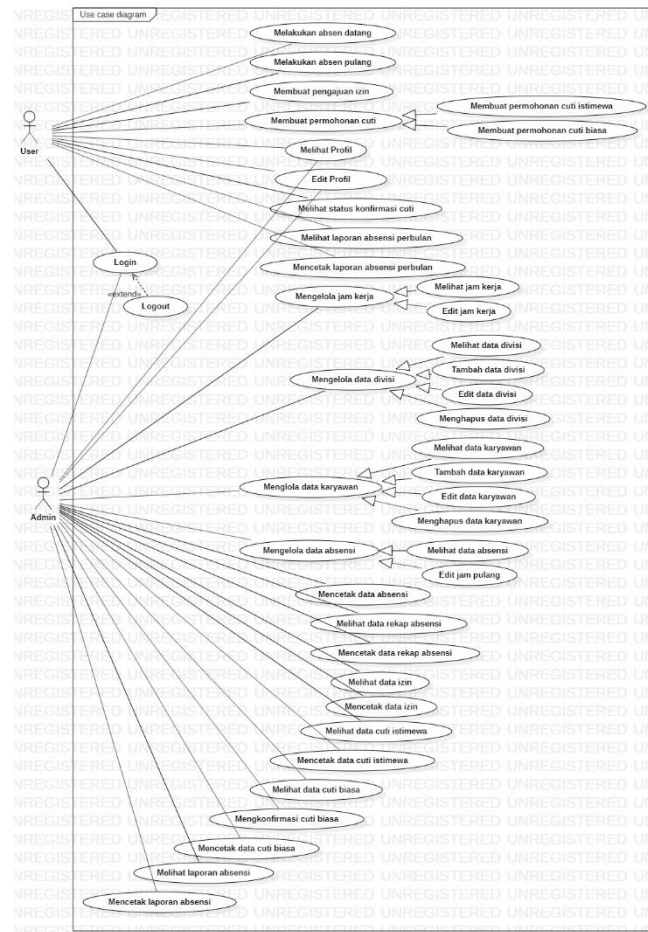 Use case diagram
Melakukan absen datang
Melakukan absen pulang
Membuat pengajuan izin
Membuat permohonan cuti
Membuat permohonan cuti istimewa
Membuat permohonan cuti biasa
User
Melihat Profil
Edit Profil
Melihat status konfirmasi cuti
Melihat laporan absensi perbulan
Mencetak laporan absensi perbulan
Login
«extend»
Logout
Mengelola jam kerja
Melihat jam kerja
Edit jam kerja
Mengelola data divisi
Melihat data divisi
Tambah data divisi
Edit data divisi
Menghapus data divisi
Menglola data karyawan
Melihat data karyawan
Tambah data karyawan
Edit data karyawan
Menghapus data karyawan
Admin
Mengelola data absensi
Melihat data absensi
Edit jam pulang
Mencetak data absensi
Melihat data rekap absensi
Mencetak data rekap absensi
Melihat data izin
Mencetak data izin
Melihat data cuti istimewa
Mencetak data cuti istimewa
Melihat data cuti biasa
Mengkonfirmasi cuti biasa
Mencetak data cuti biasa
Melihat laporan absensi
Mencetak laporan absensi
UNREGISTERED